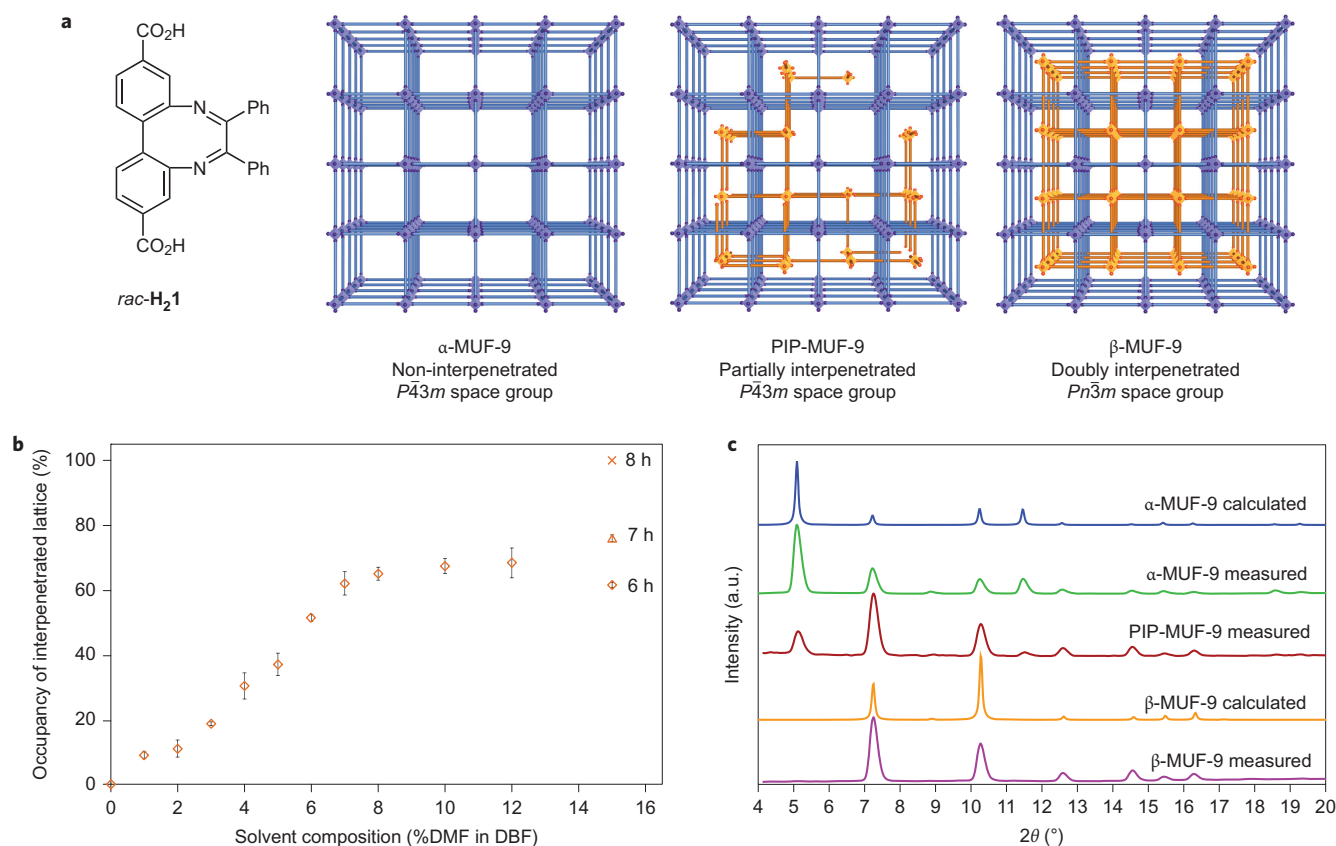 a
CO₂H
N
Ph
N
Ph
CO₂H
rac-H₂1
α-MUF-9
Non-interpenetrated
P4̅3m space group
PIP-MUF-9
Partially interpenetrated
P4̅3m space group
β-MUF-9
Doubly interpenetrated
Pn3̅m space group
b
Occupancy of interpenetrated lattice (%)
100
80
60
40
20
0
8 h
7 h
6 h
0 2 4 6 8 10 12 14 16
Solvent composition (%DMF in DBF)
c
Intensity (a.u.)
α-MUF-9 calculated
α-MUF-9 measured
PIP-MUF-9 measured
β-MUF-9 calculated
β-MUF-9 measured
4 5 6 7 8 9 10 11 12 13 14 15 16 17 18 19 20
2θ (°)